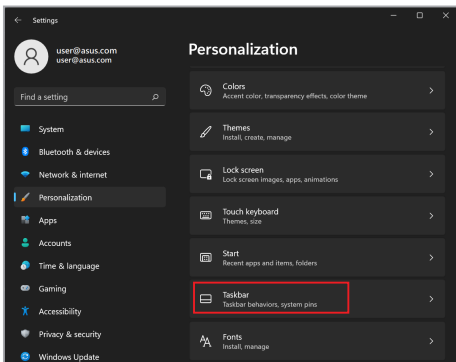 Settings
user@asus.com
user@asus.com
Find a setting
System
Bluetooth & devices
Network & internet
Personalization
Apps
Accounts
Time & language
Gaming
Accessibility
Privacy & security
Windows Update
Personalization
Colors
Accent color, transparency effects, color theme
Themes
Install, create, manage
Lock screen
Lock screen images, apps, animations
Touch keyboard
Themes, size
Start
Recent apps and items, folders
Taskbar
Taskbar behaviors, system pins
Fonts
Install, manage